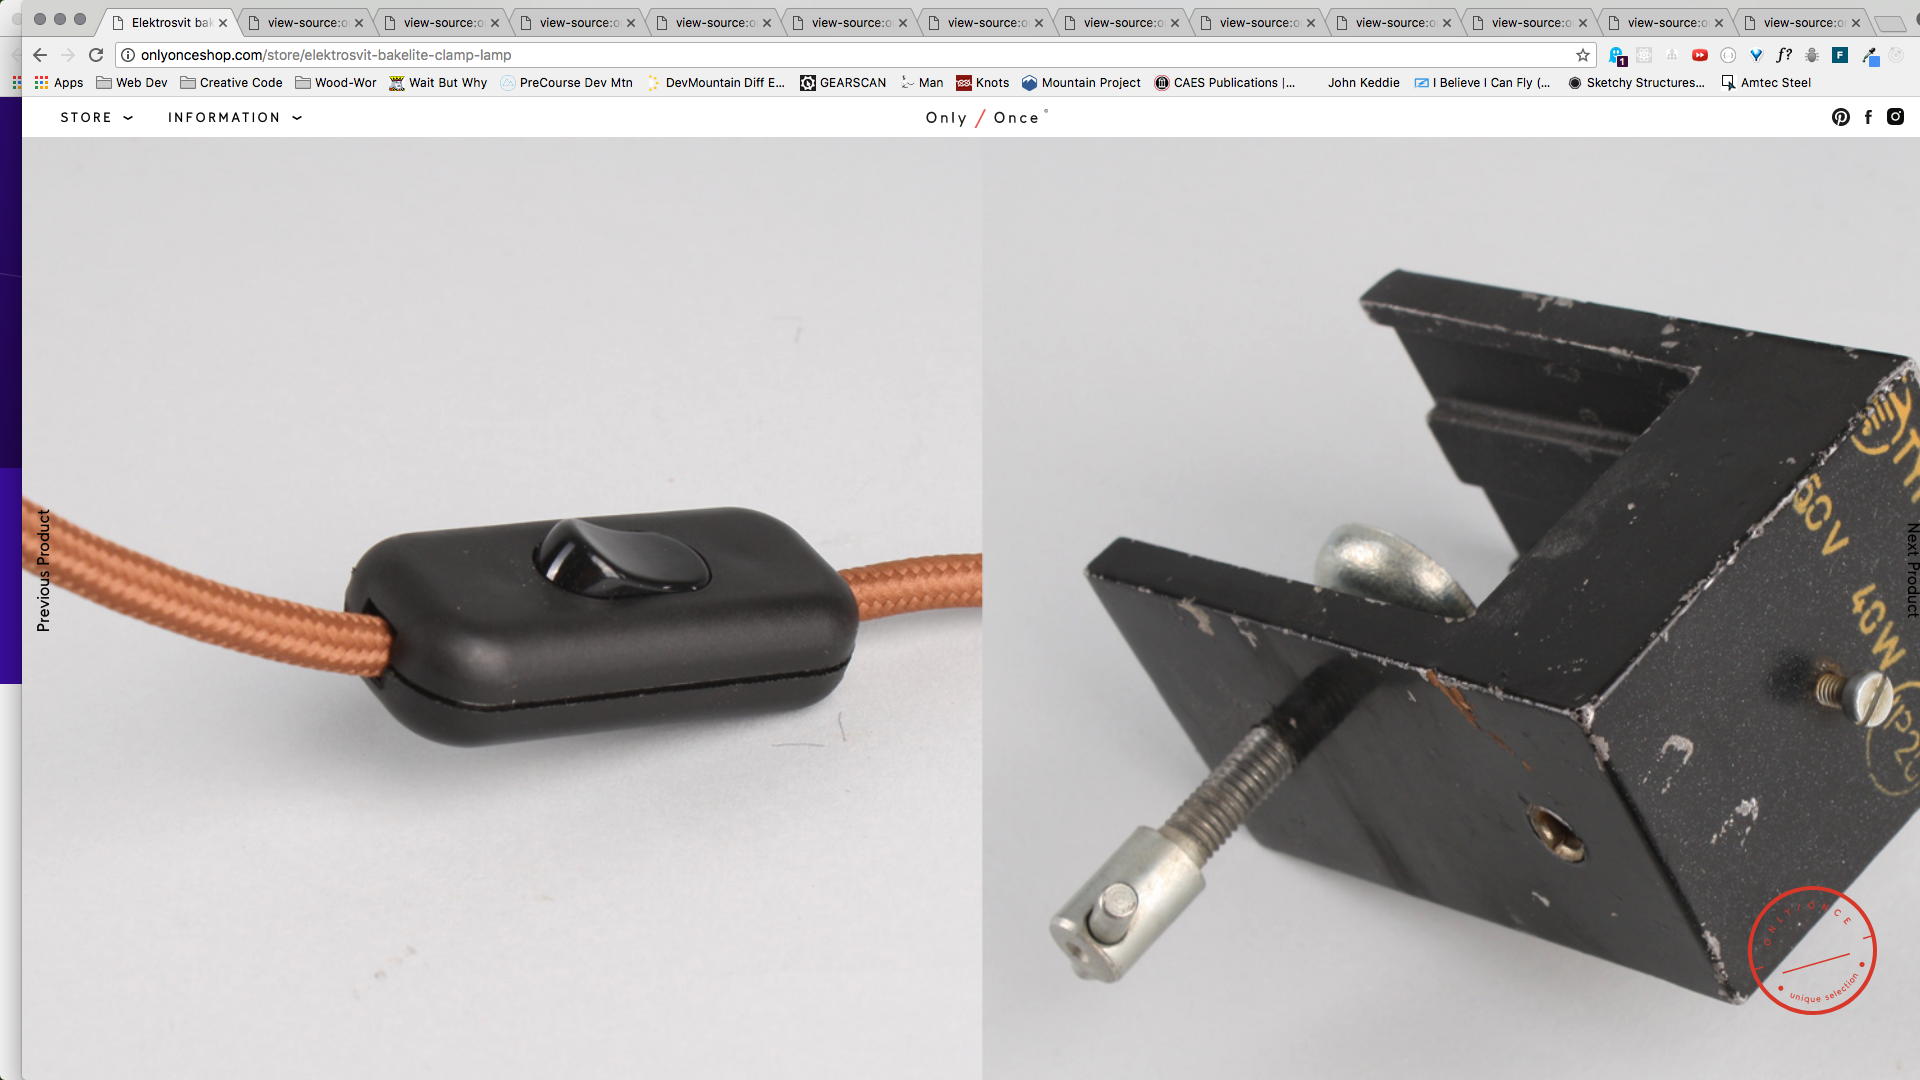 Elektrosvit bak
view-source:o
view-source:o
view-source:o
view-source:o
view-source:o
view-source:o
view-source:o
view-source:o
view-source:o
view-source:o
view-source:o
view-source:o
onlyonceshop.com/store/elektrosvit-bakelite-clamp-lamp
1
f?
F
Apps
Web Dev
Creative Code
Wood-Wor
Wait But Why
PreCourse Dev Mtn
DevMountain Diff E...
GEARSCAN
Man
Knots
Mountain Project
CAES Publications |...
John Keddie
I Believe I Can Fly (...
Sketchy Structures...
Amtec Steel
STORE
INFORMATION
Only / Once
Previous Product
Next Product
40W
ONLY/ONCE
unique selection